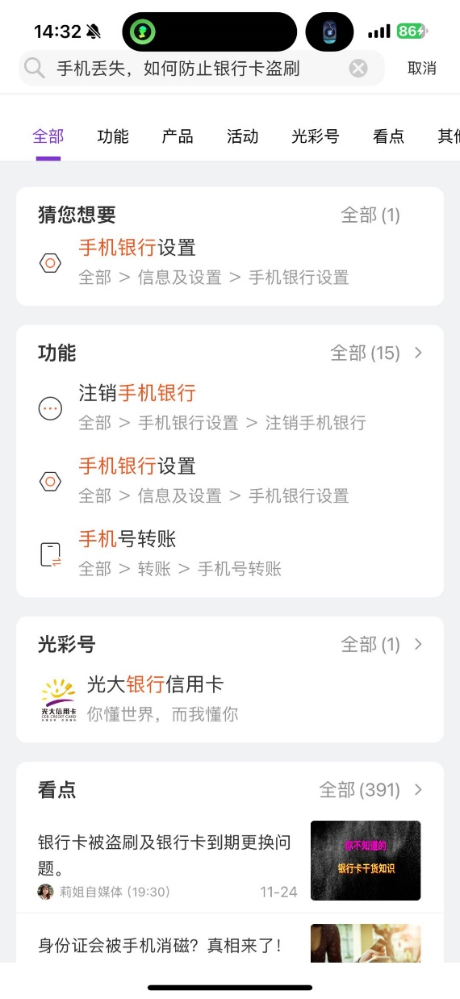 14:32
86
手机丢失，如何防止银行卡盗刷
取消
全部 功能 产品 活动 光彩号 看点 其他
猜您想要 全部 (1)
手机银行设置
全部 > 信息及设置 > 手机银行设置
功能 全部 (15) >
注销手机银行
全部 > 手机银行设置 > 注销手机银行
手机银行设置
全部 > 信息及设置 > 手机银行设置
手机号转账
全部 > 转账 > 手机号转账
光彩号 全部 (1) >
光大银行信用卡
光大信用卡
CEB CREDIT CARD
你懂世界，而我懂你
看点 全部 (391) >
银行卡被盗刷及银行卡到期更换问
题。
莉姐自媒体 (19:30) 11-24
你不知道的
银行卡干货知识
身份证会被手机消磁？真相来了！